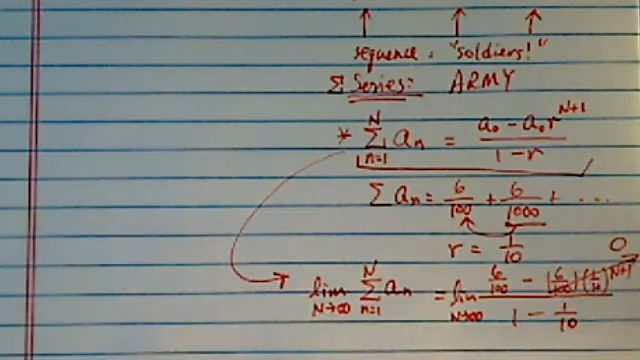 sequence: "soldiers!"
Σ Series: ARMY
* Σ_{n=1}^{N} a_n = (a_0 - a_0 r^{N+1}) / (1 - r)
Σ a_n = 6/100 + 6/1000 + ...
r = 1/10
0
lim_{N→∞} Σ_{n=1}^{N} a_n = lim_{N→∞} (6/100 - (6/100)(1/10)^{N+1}) / (1 - 1/10)